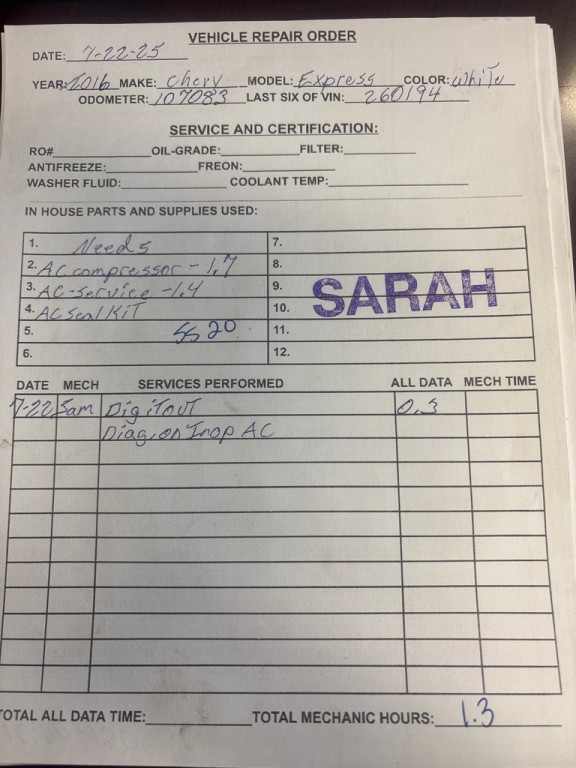 VEHICLE REPAIR ORDER
DATE: 7-22-25
YEAR: 2016 MAKE: Chevy MODEL: Express COLOR: White
ODOMETER: 107083 LAST SIX OF VIN: 260194
SERVICE AND CERTIFICATION:
RO# OIL-GRADE: FILTER:
ANTIFREEZE: FREON:
WASHER FLUID: COOLANT TEMP:
IN HOUSE PARTS AND SUPPLIES USED:
1. Needs 7.
2. AC compressor - 1.7 8.
3. AC-service - 1.4 9.
4. AC seal KiT 10.
SARAH
5. SS 20 11.
6. 12.
DATE MECH SERVICES PERFORMED ALL DATA MECH TIME
7-22 Sam Dig iT out 0.3
Diag. on Inop AC
TOTAL ALL DATA TIME: TOTAL MECHANIC HOURS: 1.3